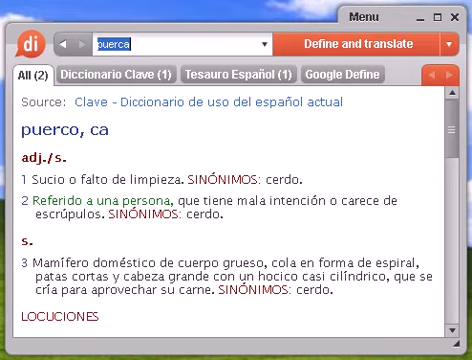 Menu
di
puerca
Define and translate
All (2)
Diccionario Clave (1)
Tesauro Español (1)
Google Define
Source: Clave - Diccionario de uso del español actual
puerco, ca
adj./s.
1 Sucio o falto de limpieza. SINÓNIMOS: cerdo.
2 Referido a una persona, que tiene mala intención o carece de
escrúpulos. SINÓNIMOS: cerdo.
s.
3 Mamífero doméstico de cuerpo grueso, cola en forma de espiral,
patas cortas y cabeza grande con un hocico casi cilíndrico, que se
cría para aprovechar su carne. SINÓNIMOS: cerdo.
LOCUCIONES